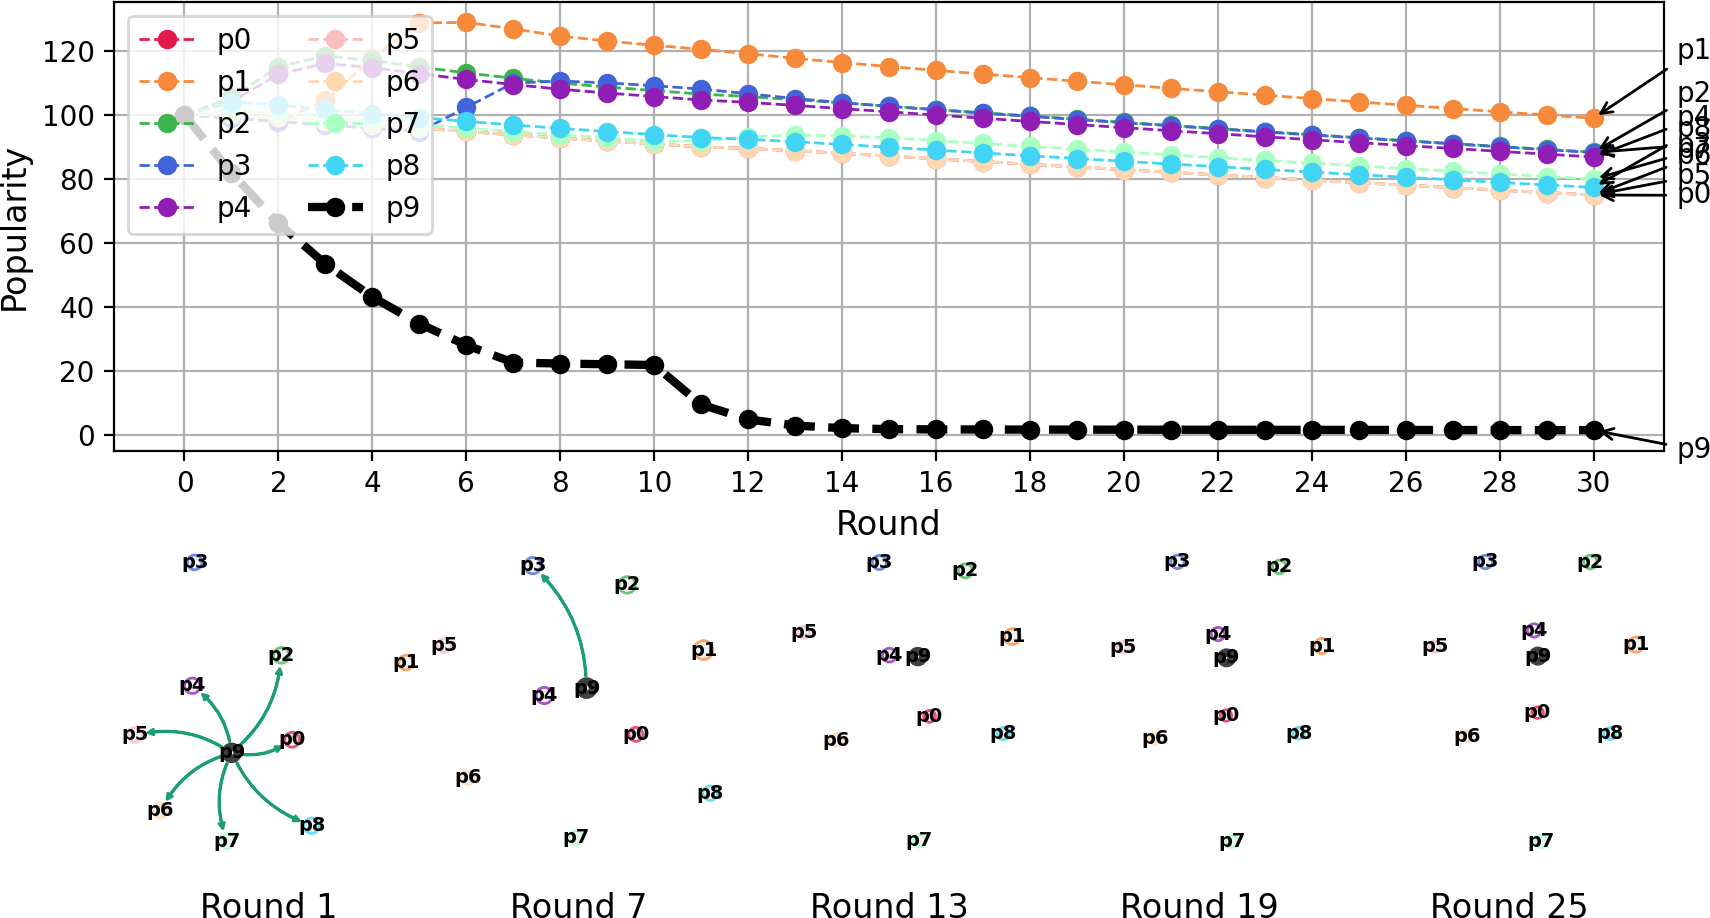 Popularity
120
100
80
60
40
20
0
p0 p5
p1 p6
p2 p7
p3 p8
p4 p9
p1
p2
p4
p6
p5
p0
p9
0 2 4 6 8 10 12 14 16 18 20 22 24 26 28 30
Round
p3 p2 p4 p5 p0 p9 p6 p7 p8 p1
Round 1
p3 p2 p5 p1 p4 p9 p0 p6 p8 p7
Round 7
p3 p2 p5 p1 p4 p9 p0 p6 p8 p7
Round 13
p3 p2 p4 p5 p1 p9 p0 p6 p8 p7
Round 19
p3 p2 p4 p5 p1 p9 p0 p6 p8 p7
Round 25